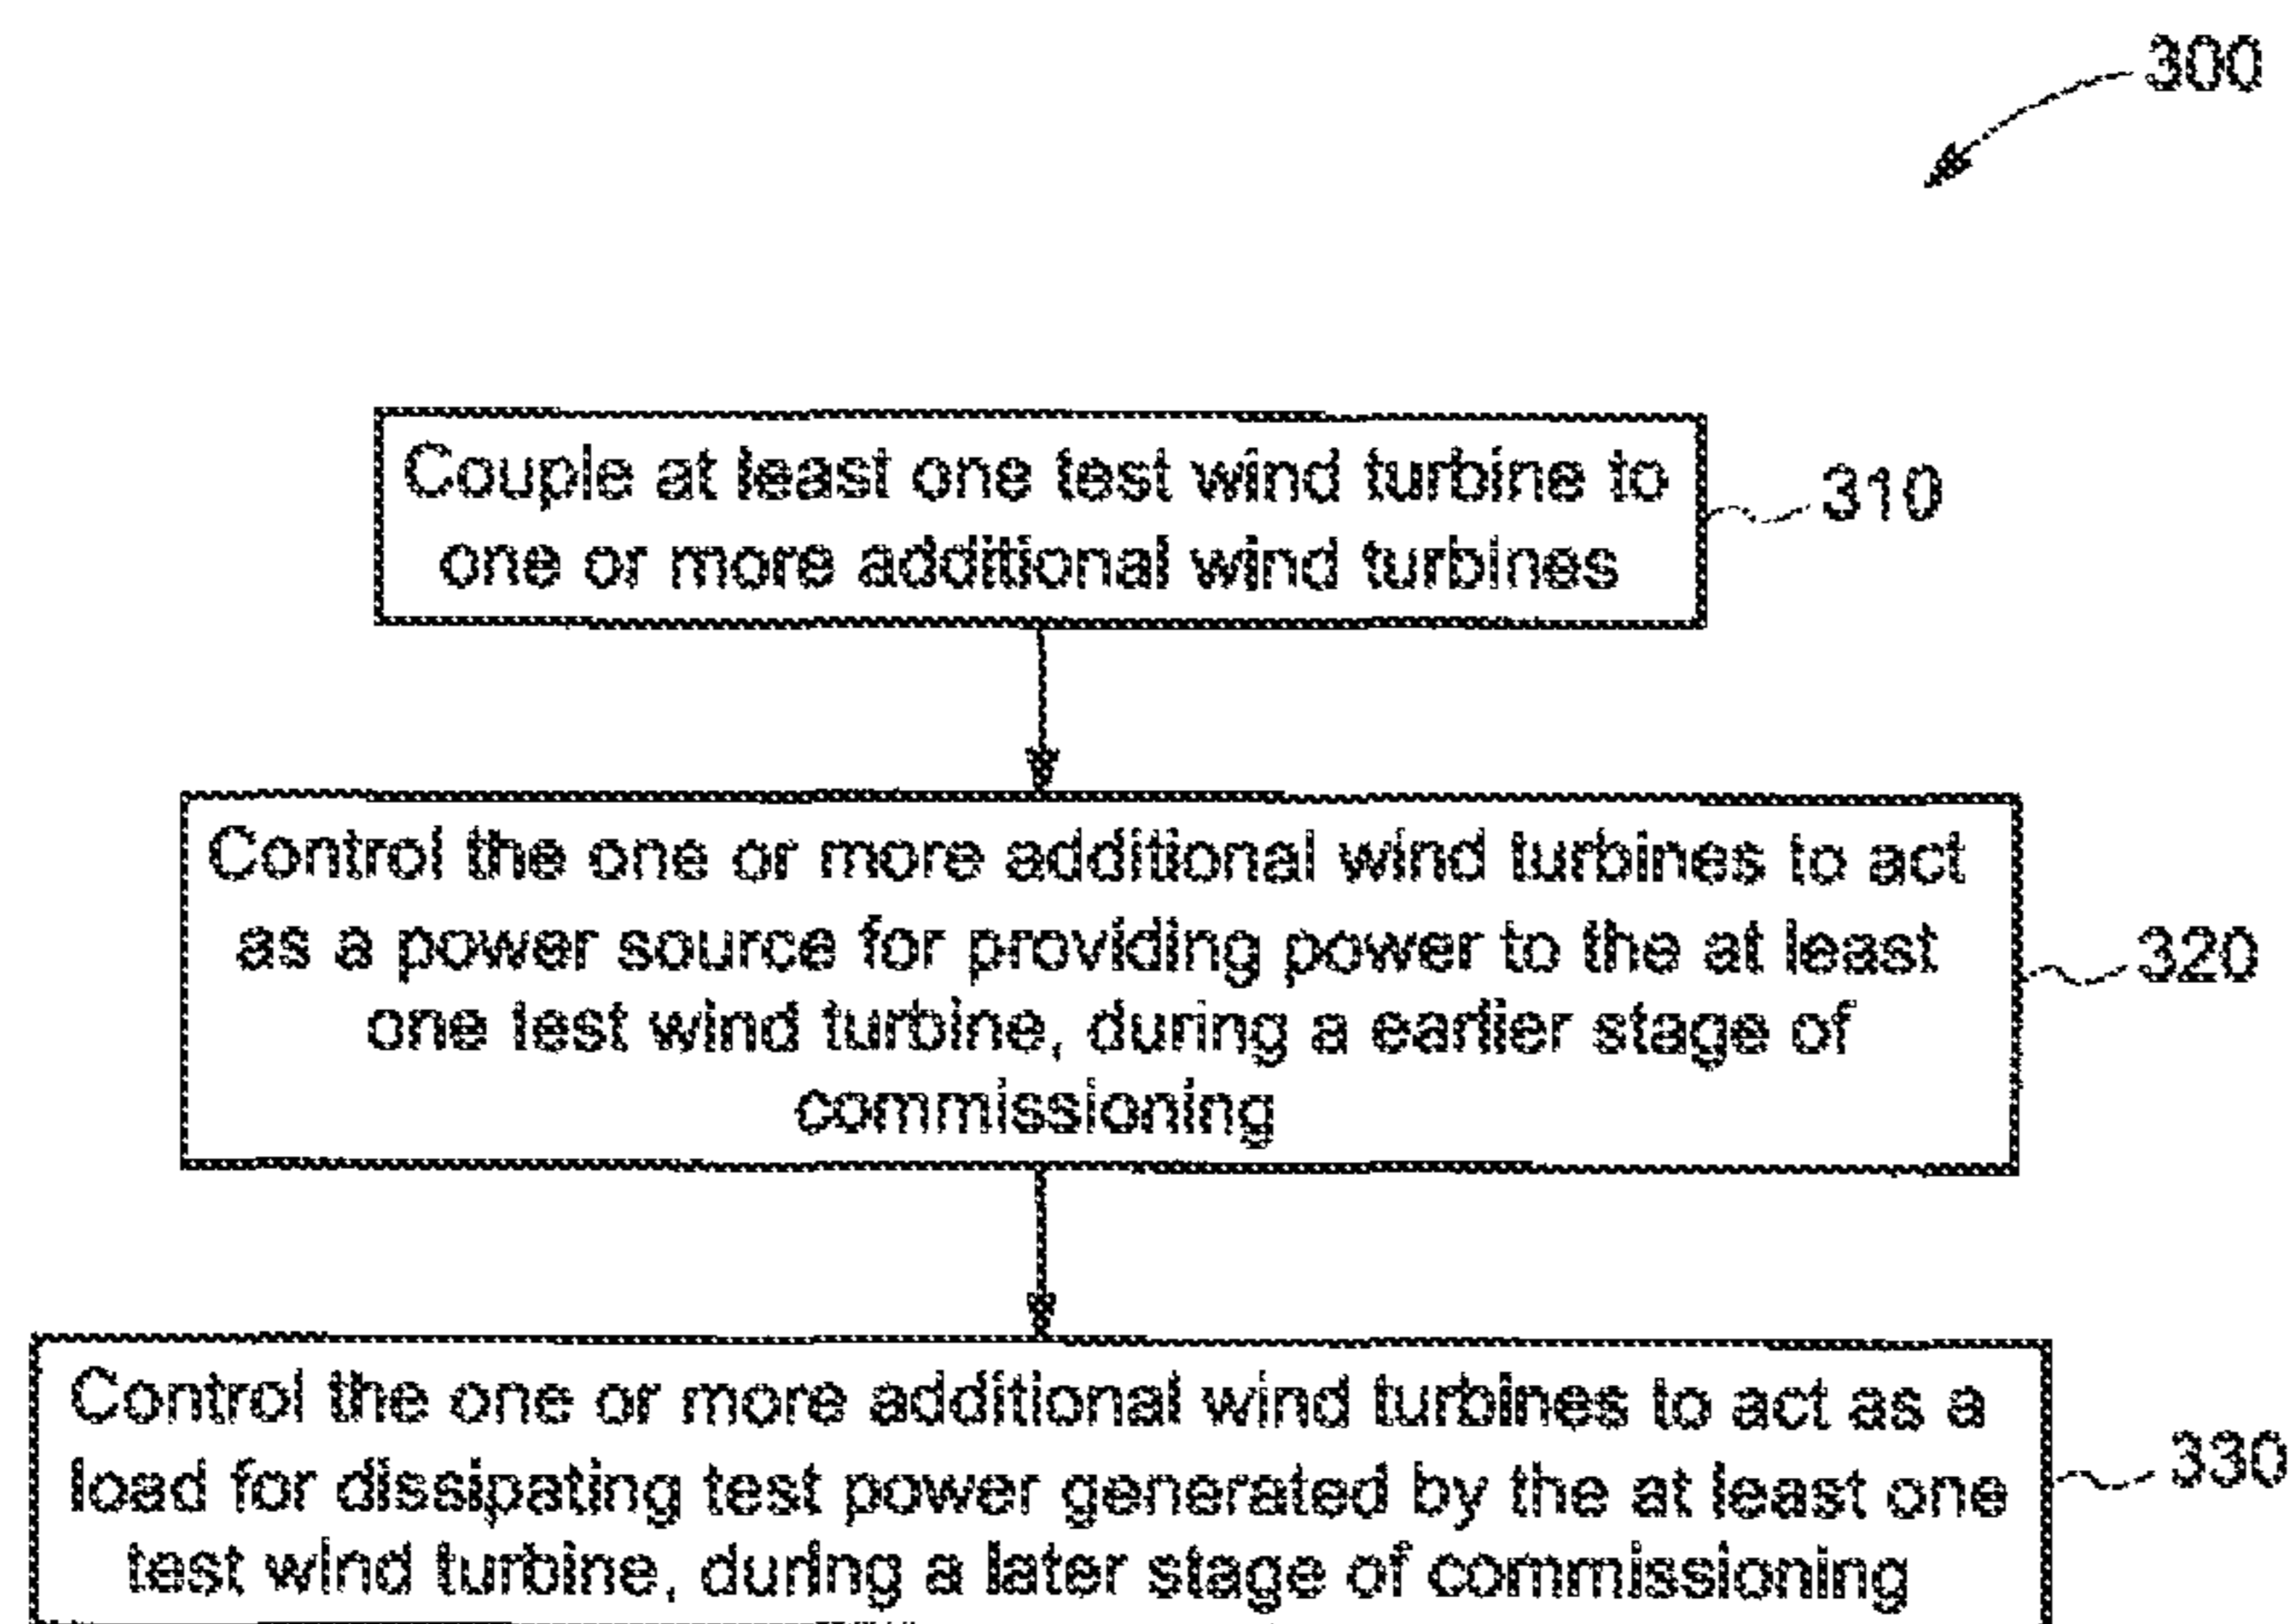 300
Couple at least one test wind turbine to
one or more additional wind turbines
310
Control the one or more additional wind turbines to act
as a power source for providing power to the at least
one test wind turbine, during a earlier stage of
commissioning
320
Control the one or more additional wind turbines to act as a
load for dissipating test power generated by the at least one
test wind turbine, during a later stage of commissioning
330